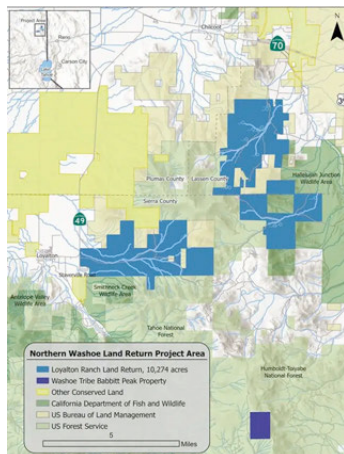 Project Area
N
Chilcoot
Reno
70
Carson City
Hallelujah Junction
Wildlife Area
Plumas County
Lassen County
Sierra County
49
Loyalton
Smithneck Creek
Wildlife Area
Antelope Valley
Wildlife Area
Tahoe National
Forest
Northern Washoe Land Return Project Area
Loyalton Ranch Land Return, 10,274 acres
Washoe Tribe Babbitt Peak Property
Other Conserved Land
California Department of Fish and Wildlife
US Bureau of Land Management
US Forest Service
5
Miles
Humboldt-Toiyabe
National Forest